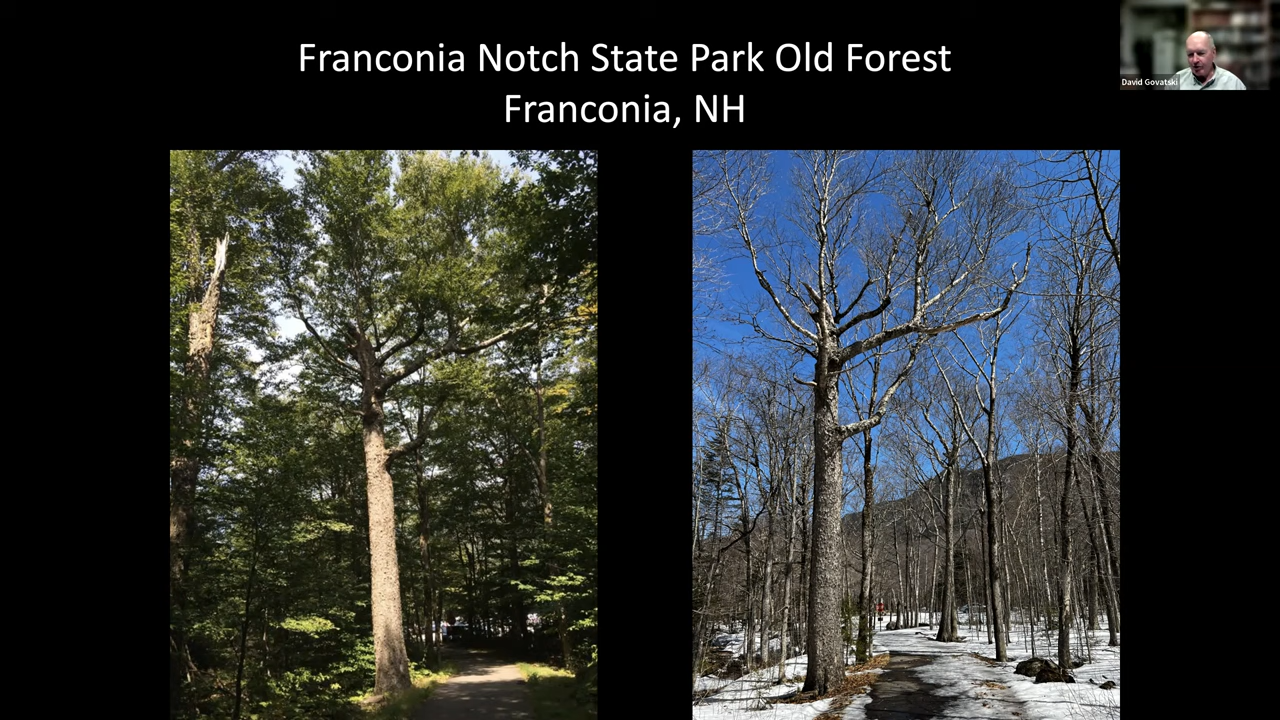 Franconia Notch State Park Old Forest
Franconia, NH
David Govatski